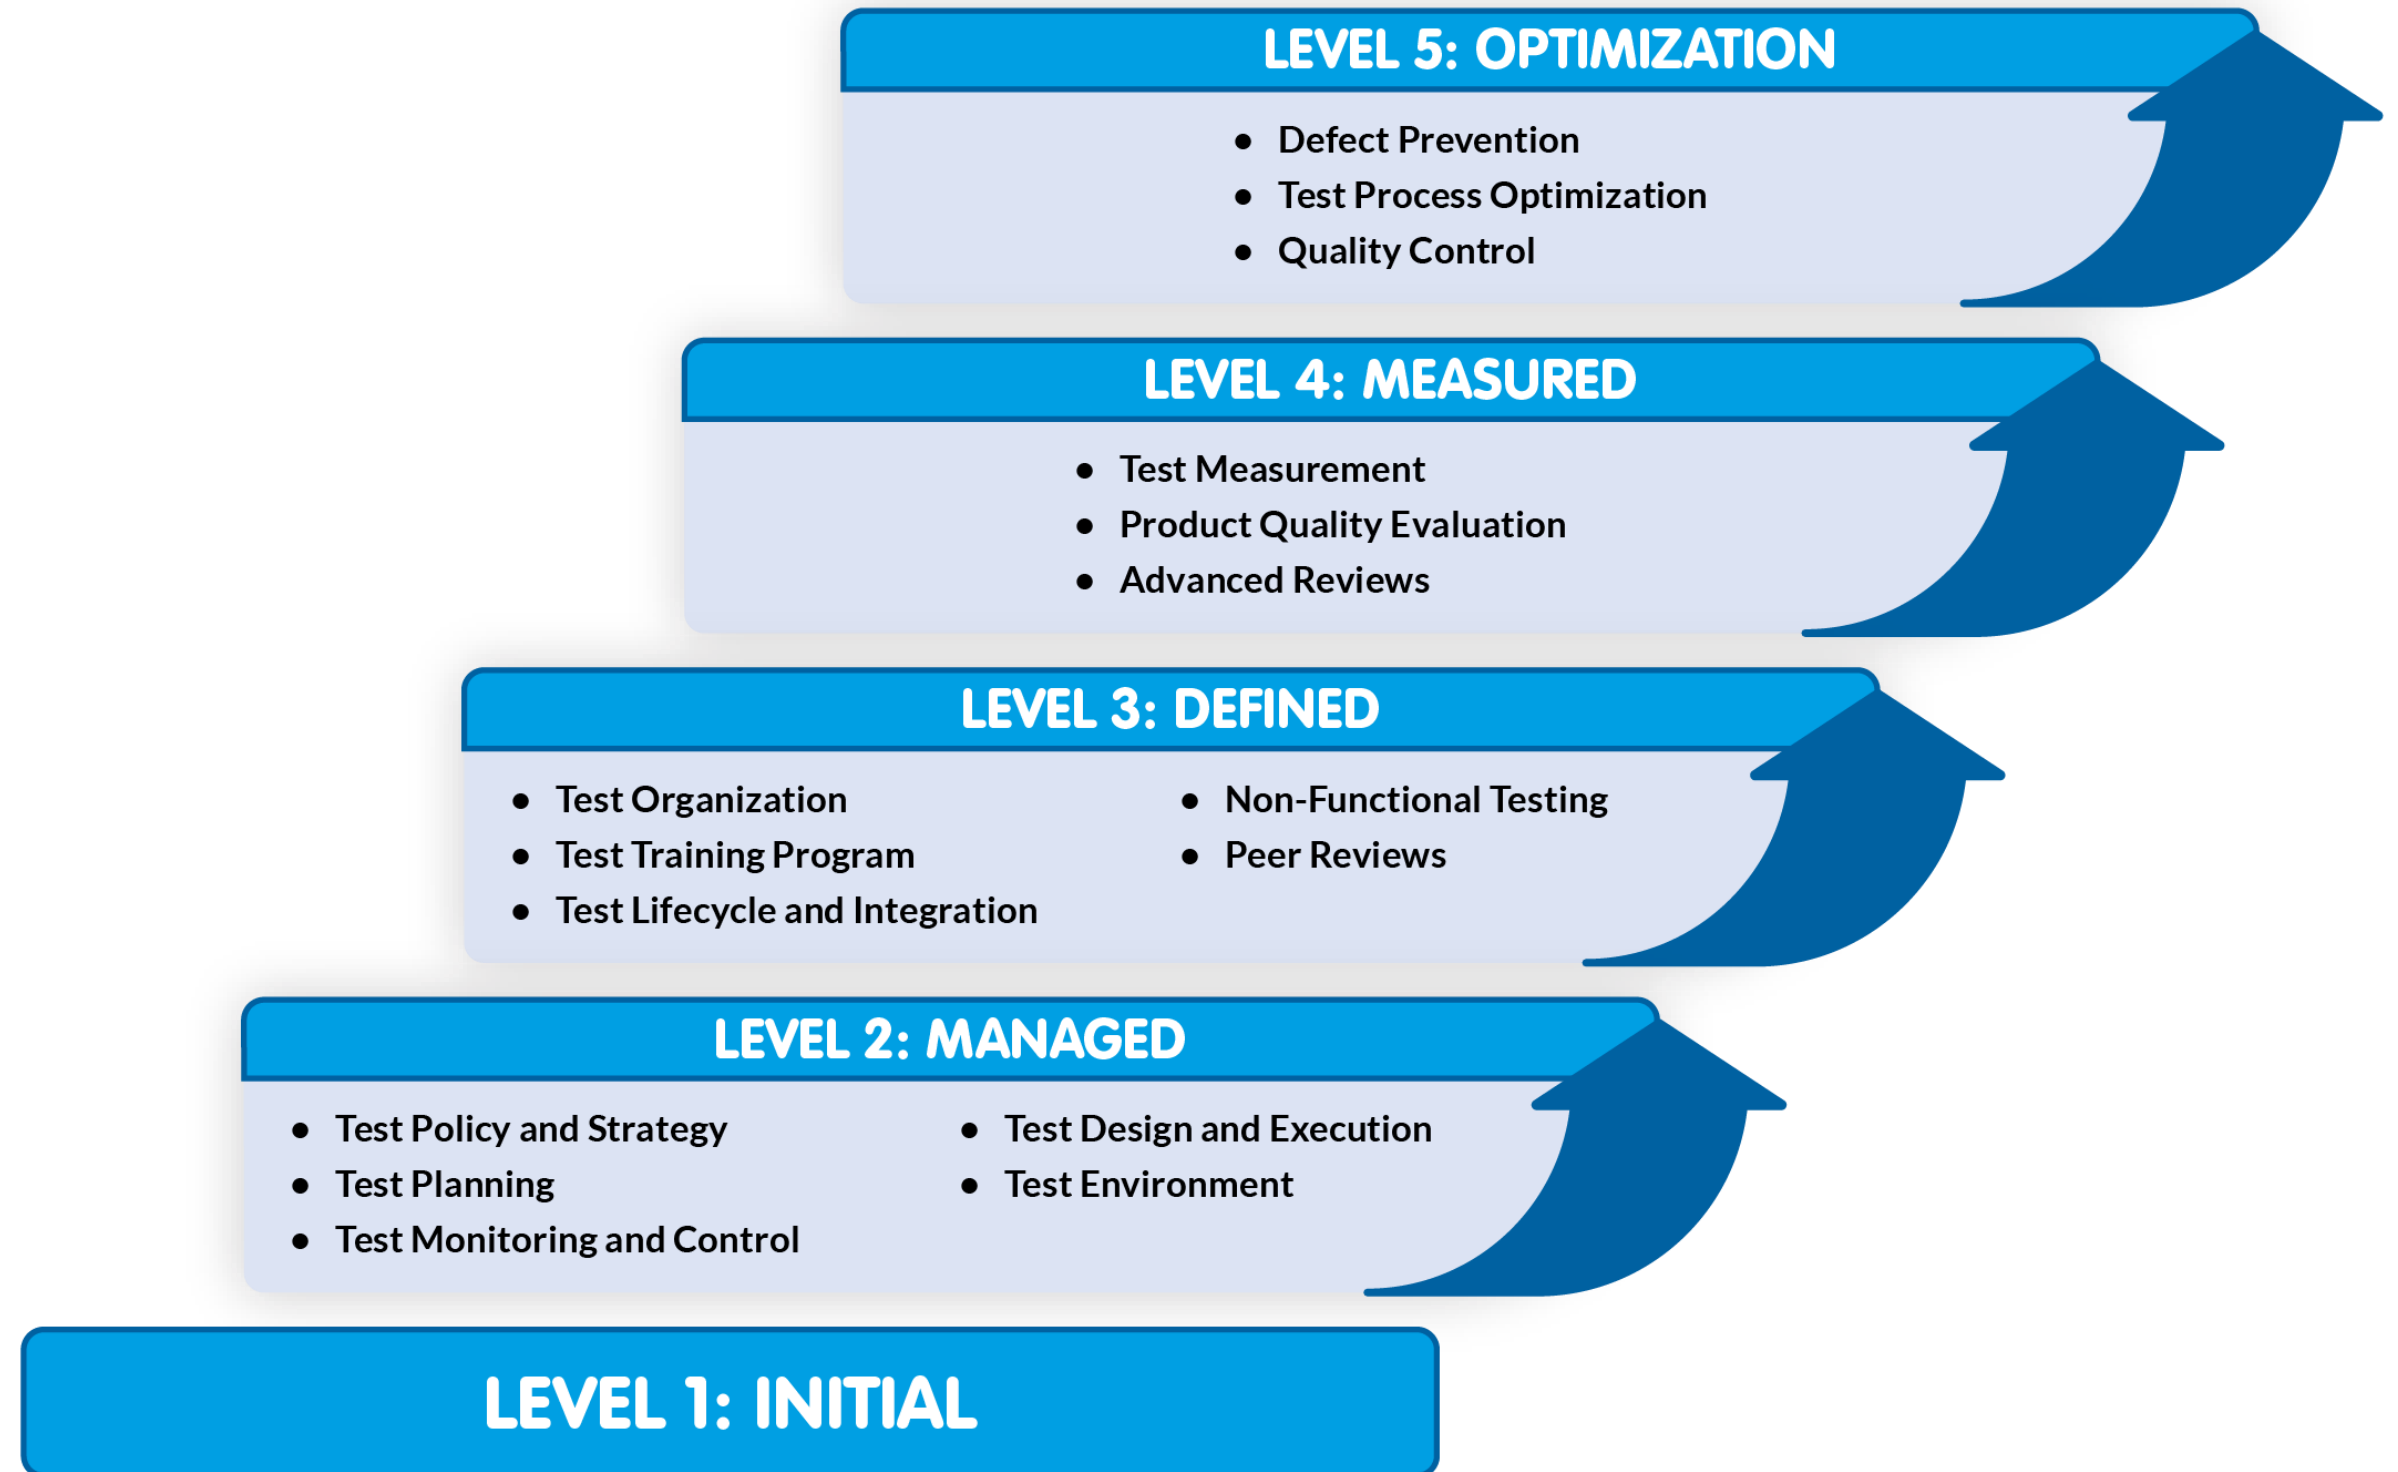 LEVEL 5: OPTIMIZATION
● Defect Prevention
● Test Process Optimization
● Quality Control
LEVEL 4: MEASURED
● Test Measurement
● Product Quality Evaluation
● Advanced Reviews
LEVEL 3: DEFINED
● Test Organization
● Test Training Program
● Test Lifecycle and Integration
● Non-Functional Testing
● Peer Reviews
LEVEL 2: MANAGED
● Test Policy and Strategy
● Test Planning
● Test Monitoring and Control
● Test Design and Execution
● Test Environment
LEVEL 1: INITIAL